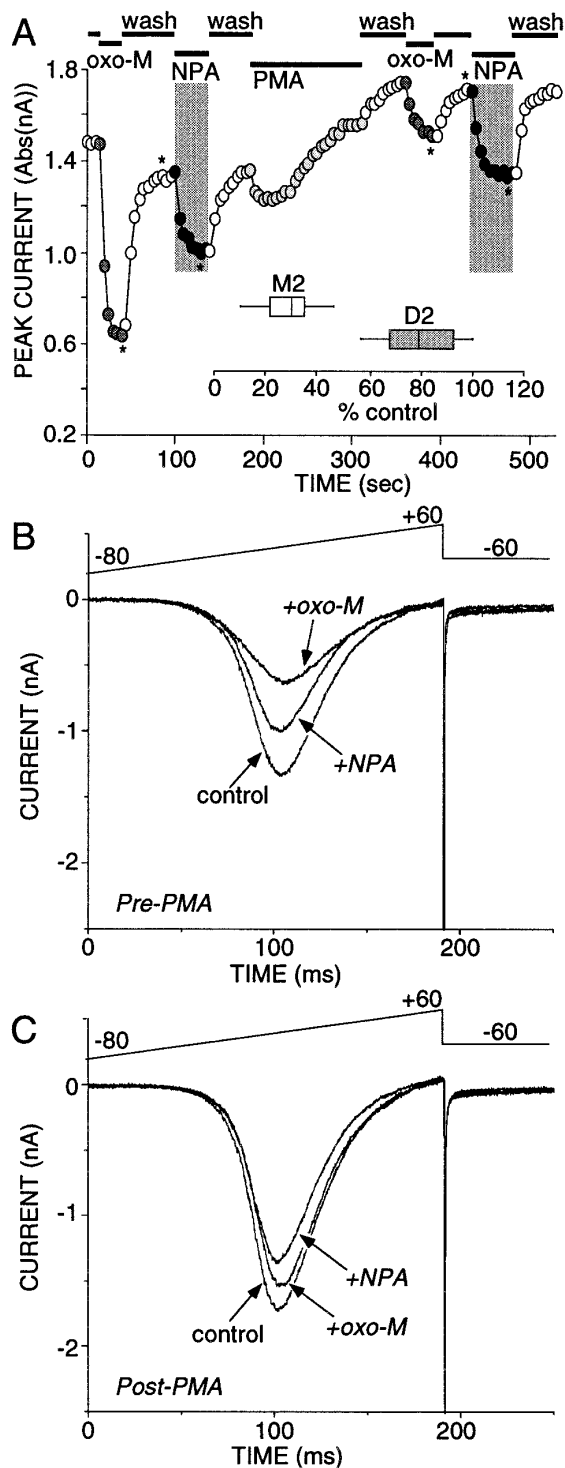 A
wash wash wash wash
oxo-M NPA PMA oxo-M NPA
PEAK CURRENT (Abs(nA))
1.8
1.4
1.0
0.6
0.2
* * * * * *
M2
D2
0 20 40 60 80 100 120
% control
0 100 200 300 400 500
TIME (sec)
B
-80 +60 -60
CURRENT (nA)
0
-1
-2
+oxo-M
+NPA
control
Pre-PMA
0 100 200
TIME (ms)
C
-80 +60 -60
CURRENT (nA)
0
-1
-2
+NPA
+oxo-M
control
Post-PMA
0 100 200
TIME (ms)